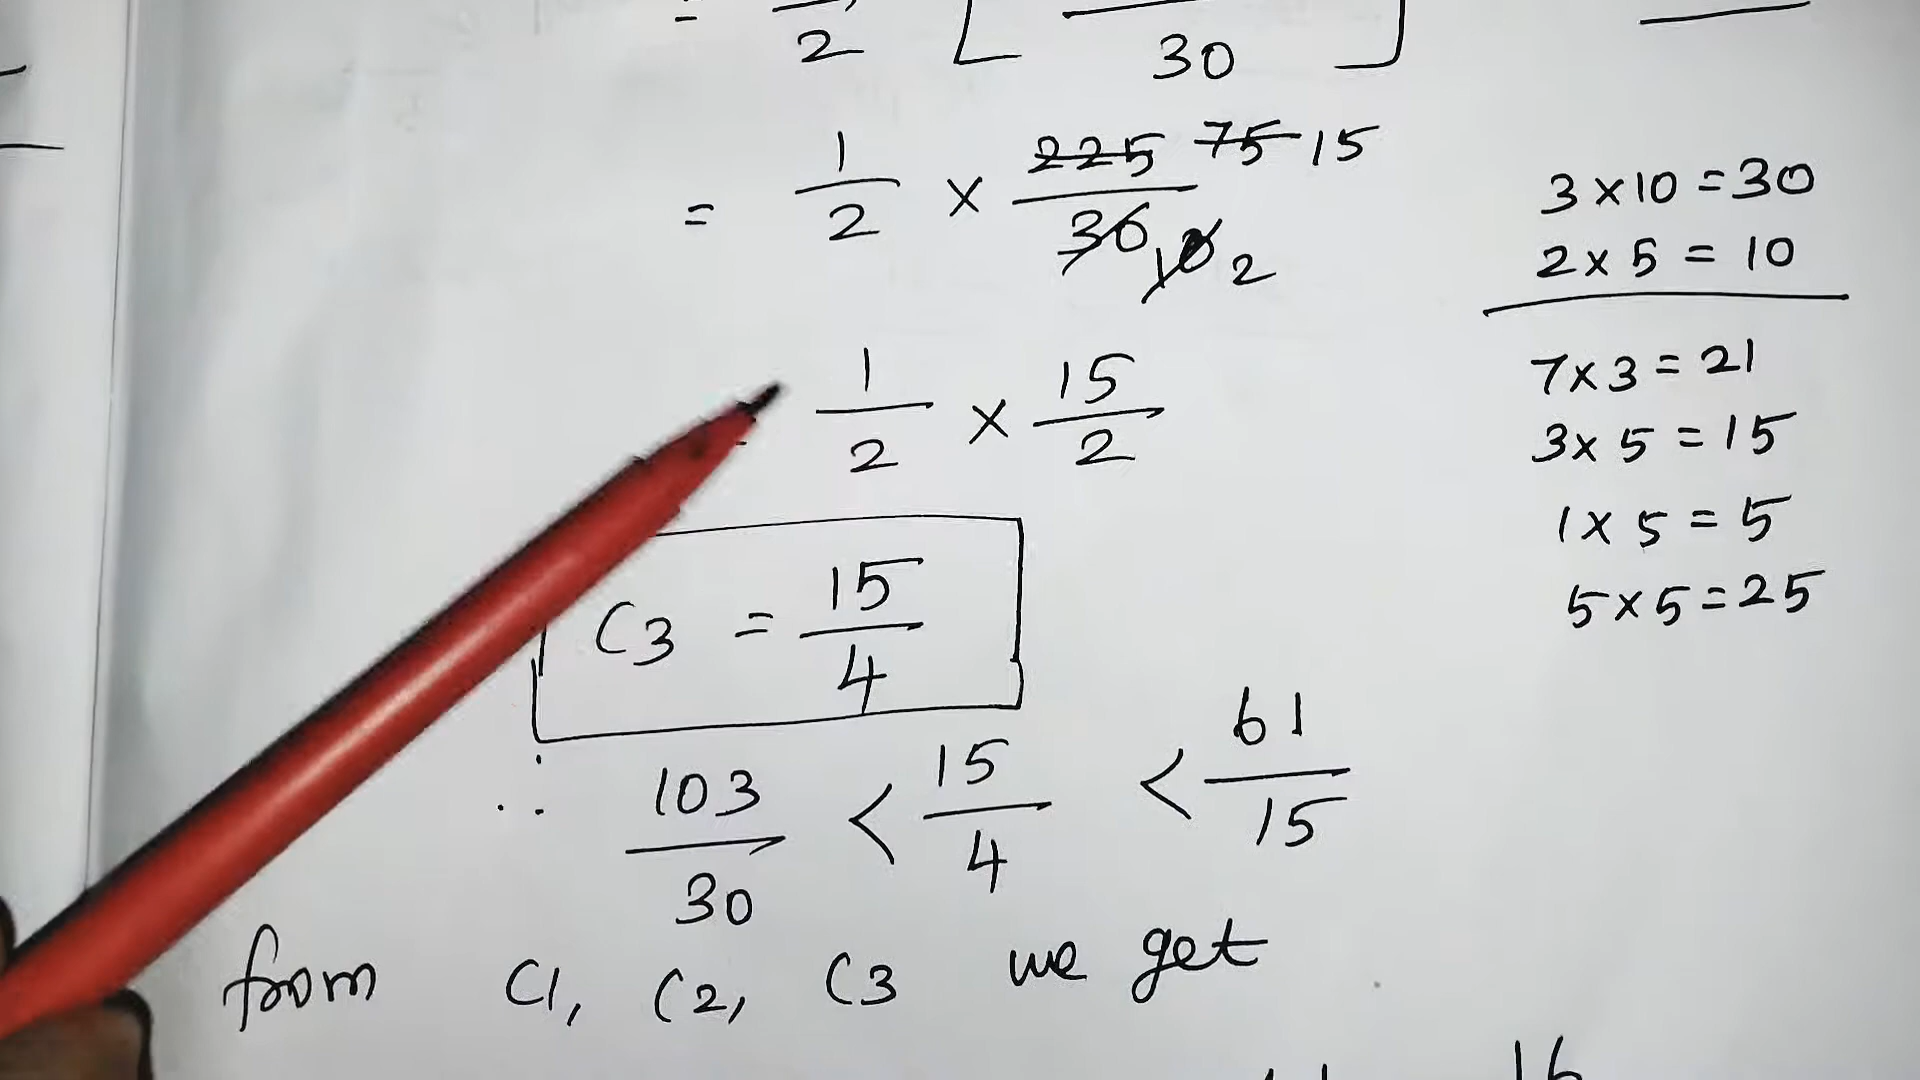 = 1/2 [ /30 ]
= 1/2 × 225/30 75 15 10 2
1/2 × 15/2
C3 = 15/4
∴ 103/30 < 15/4 < 61/15
from C1, C2, C3 we get
16
3 × 10 = 30
2 × 5 = 10
7 × 3 = 21
3 × 5 = 15
1 × 5 = 5
5 × 5 = 25